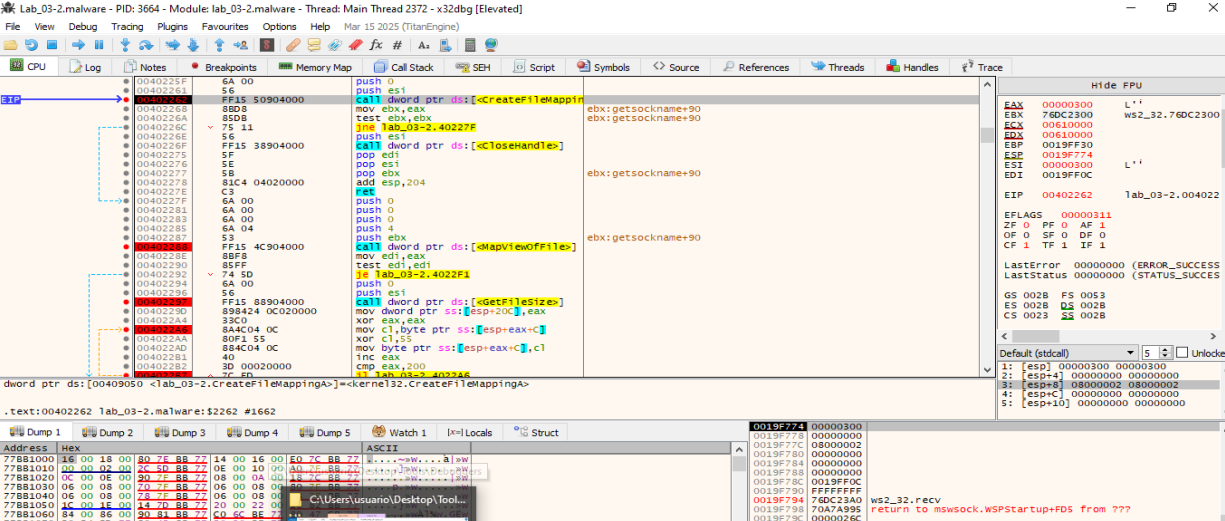 Lab_03-2.malware - PID: 3664 - Module: lab_03-2.malware - Thread: Main Thread 2372 - x32dbg [Elevated]
File View Debug Tracing Plugins Favourites Options Help Mar 15 2025 (TitanEngine)
CPU Log Notes Breakpoints Memory Map Call Stack SEH Script Symbols Source References Threads Handles Trace
0040225F 6A 00 push 0
00402261 56 push esi
EIP 00402262 FF15 50904000 call dword ptr ds:[<CreateFileMappin
00402268 8BD8 mov ebx,eax ebx:getsockname+90
0040226A 85DB test ebx,ebx ebx:getsockname+90
0040226C 75 11 jne lab_03-2.40227F
0040226E 56 push esi
0040226F FF15 38904000 call dword ptr ds:[<CloseHandle>]
00402275 5F pop edi
00402276 5E pop esi
00402277 5B pop ebx ebx:getsockname+90
00402278 81C4 04020000 add esp,204
0040227E C3 ret
0040227F 6A 00 push 0
00402281 6A 00 push 0
00402283 6A 00 push 0
00402285 6A 04 push 4
00402287 53 push ebx ebx:getsockname+90
00402288 FF15 4C904000 call dword ptr ds:[<MapViewOfFile>]
0040228E 8BF8 mov edi,eax
00402290 85FF test edi,edi
00402292 74 5D je lab_03-2.4022F1
00402294 6A 00 push 0
00402296 56 push esi
00402297 FF15 88904000 call dword ptr ds:[<GetFileSize>]
0040229D 898424 0C020000 mov dword ptr ss:[esp+20C],eax
004022A4 33C0 xor eax,eax
004022A6 8A4C04 0C mov cl,byte ptr ss:[esp+eax+C]
004022AA 80F1 55 xor cl,55
004022AD 884C04 0C mov byte ptr ss:[esp+eax+C],cl
004022B1 40 inc eax
004022B2 3D 00020000 cmp eax,200
004022B7 7C ED jl lab_03-2.4022A6
Hide FPU
EAX 00000300 L'̀'
EBX 76DC2300 ws2_32.76DC2300
ECX 00610000
EDX 00610000
EBP 0019FF30
ESP 0019F774
ESI 00000300 L'̀'
EDI 0019FF0C
EIP 00402262 lab_03-2.004022
EFLAGS 00000311
ZF 0 PF 0 AF 1
OF 0 SF 0 DF 0
CF 1 TF 1 IF 1
LastError 00000000 (ERROR_SUCCESS
LastStatus 00000000 (STATUS_SUCCES
GS 002B FS 0053
ES 002B DS 002B
CS 0023 SS 002B
Default (stdcall) 5 Unlocke
1: [esp] 00000300 00000300
2: [esp+4] 00000000 00000000
3: [esp+8] 08000002 08000002
4: [esp+C] 00000000 00000000
5: [esp+10] 00000000 00000000
dword ptr ds:[00409050 <lab_03-2.CreateFileMappingA>]=<kernel32.CreateFileMappingA>
.text:00402262 lab_03-2.malware:$2262 #1662
Dump 1 Dump 2 Dump 3 Dump 4 Dump 5 Watch 1 Locals Struct
Address Hex ASCII
77BB1000 16 00 18 00 80 7E BB 77 14 00 16 00 E0 7C BB 77 .....~»w....à|»w
77BB1010 00 00 02 00 2C 5D BB 77 0E 00 10 00
77BB1020 0C 00 0E 00 90 7F BB 77 08 00 0A 00
77BB1030 06 00 08 00 70 7F BB 77 06 00 08 00
77BB1040 06 00 08 00 78 7F BB 77 06 00 08 00
77BB1050 1C 00 1E 00 14 7D BB 77 20 00 22 00
77BB1060 84 00 86 00 90 81 BB 77 C0 6C BE 77
C:\Users\usuario\Desktop\Tool...
0019F774 00000300
0019F778 00000000
0019F77C 08000002
0019F780 00000000
0019F784 00000000
0019F788 00000000
0019F78C 0019FF0C
0019F790 FFFFFFFF
0019F794 76DC23A0 ws2_32.recv
0019F798 70A7A995 return to mswsock.WSPStartup+FD5 from ???
0000026C